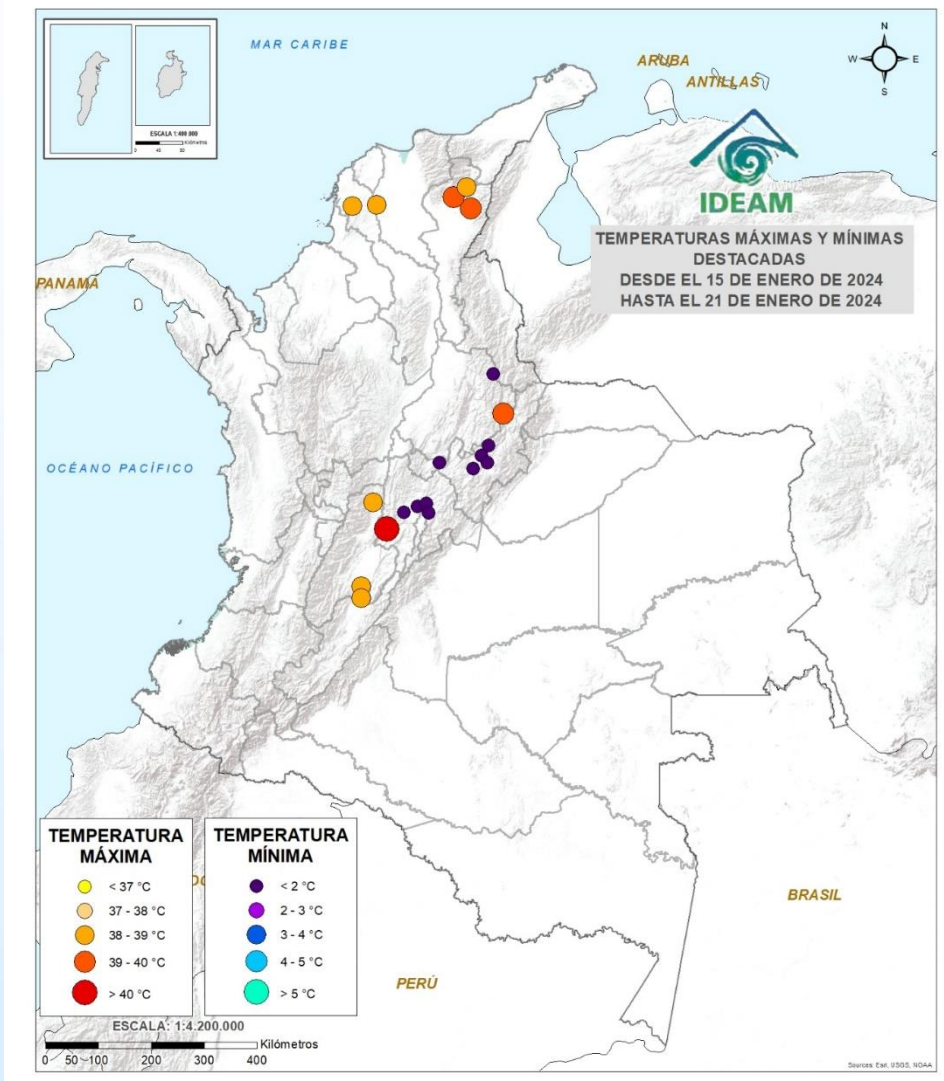 MAR CARIBE
ARUBA
ANTILLAS
N
W
E
S
ESCALA 1:400.000
Kilómetros
IDEAM
TEMPERATURAS MÁXIMAS Y MÍNIMAS
DESTACADAS
DESDE EL 15 DE ENERO DE 2024
HASTA EL 21 DE ENERO DE 2024
PANAMÁ
OCÉANO PACÍFICO
TEMPERATURA
MÁXIMA
< 37 °C
37 - 38 °C
38 - 39 °C
39 - 40 °C
> 40 °C
TEMPERATURA
MÍNIMA
< 2 °C
2 - 3 °C
3 - 4 °C
4 - 5 °C
> 5 °C
BRASIL
PERÚ
ESCALA: 1:4.200.000
Kilómetros
0 50 100 200 300 400
Sources: Esri, USGS, NOAA